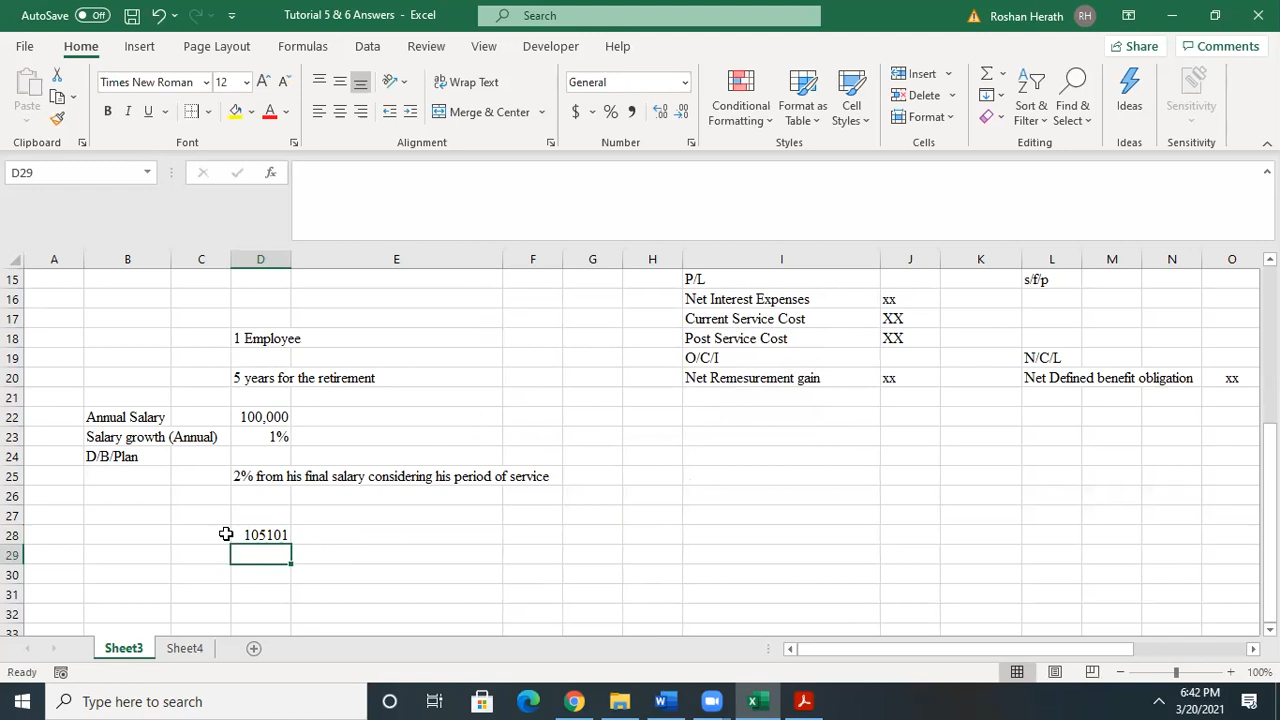 AutoSave Off Tutorial 5 & 6 Answers - Excel Search Roshan Herath RH
File Home Insert Page Layout Formulas Data Review View Developer Help Share Comments
Paste Times New Roman 12 Wrap Text General Conditional Formatting Format as Table Cell Styles Insert Sort & Filter Find & Select Ideas Sensitivity
B I U Merge & Center $ % Delete
Format
Clipboard Font Alignment Number Styles Cells Editing Ideas Sensitivity
D29 fx
A B C D E F G H I J K L M N O
15 P/L s/f/p
16 Net Interest Expenses xx
17 Current Service Cost XX
18 1 Employee Post Service Cost XX
19 O/C/I N/C/L
20 5 years for the retirement Net Remesurement gain xx Net Defined benefit obligation xx
21
22 Annual Salary 100,000
23 Salary growth (Annual) 1%
24 D/B/Plan
25 2% from his final salary considering his period of service
26
27
28 105101
29
30
31
32
33
Sheet3 Sheet4
Ready 100%
Type here to search 6:42 PM
3/20/2021